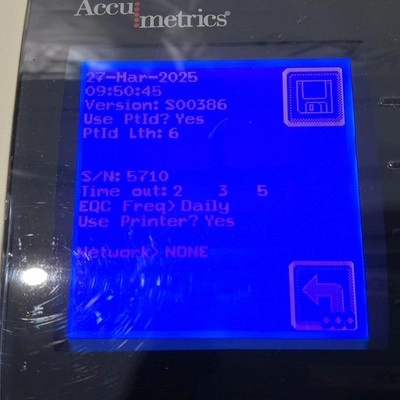 Accumetrics®
27-Mar-2025
09:50:45
Version: S00386
Use PtId? Yes
PtId Lth: 6
S/N: 5710
Time out: 2 3 5
EQC Freq> Daily
Use Printer? Yes
Network> NONE